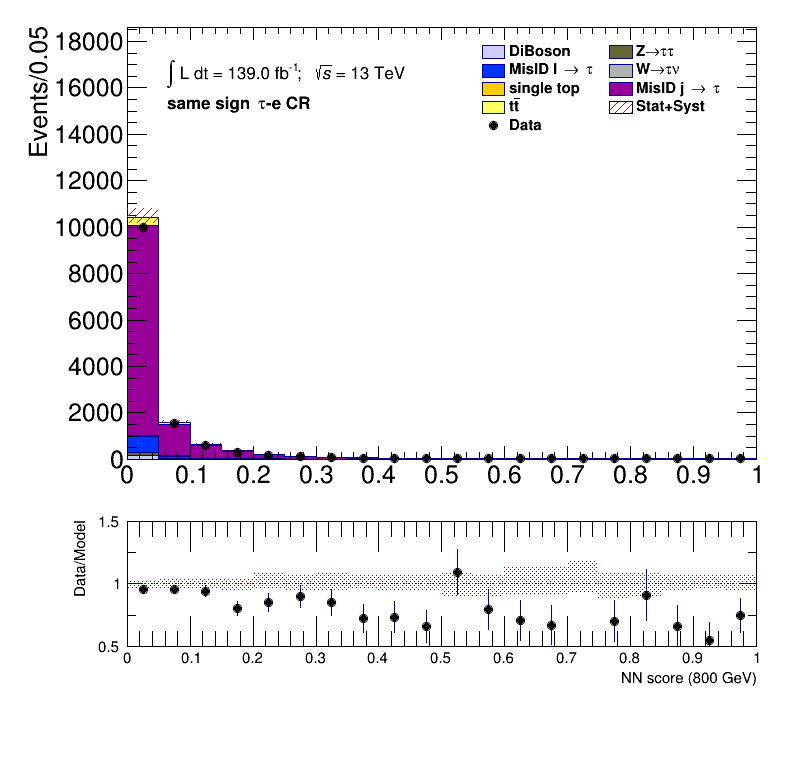 Events/0.05
18000
16000
14000
12000
10000
8000
6000
4000
2000
0
∫ L dt = 139.0 fb⁻¹; √s = 13 TeV
same sign τ-e CR
DiBoson
MisID l → τ
single top
tt̄
Data
Z→ττ
W→τν
MisID j → τ
Stat+Syst
0 0.1 0.2 0.3 0.4 0.5 0.6 0.7 0.8 0.9 1
Data/Model
1.5
1
0.5
0 0.1 0.2 0.3 0.4 0.5 0.6 0.7 0.8 0.9 1
NN score (800 GeV)